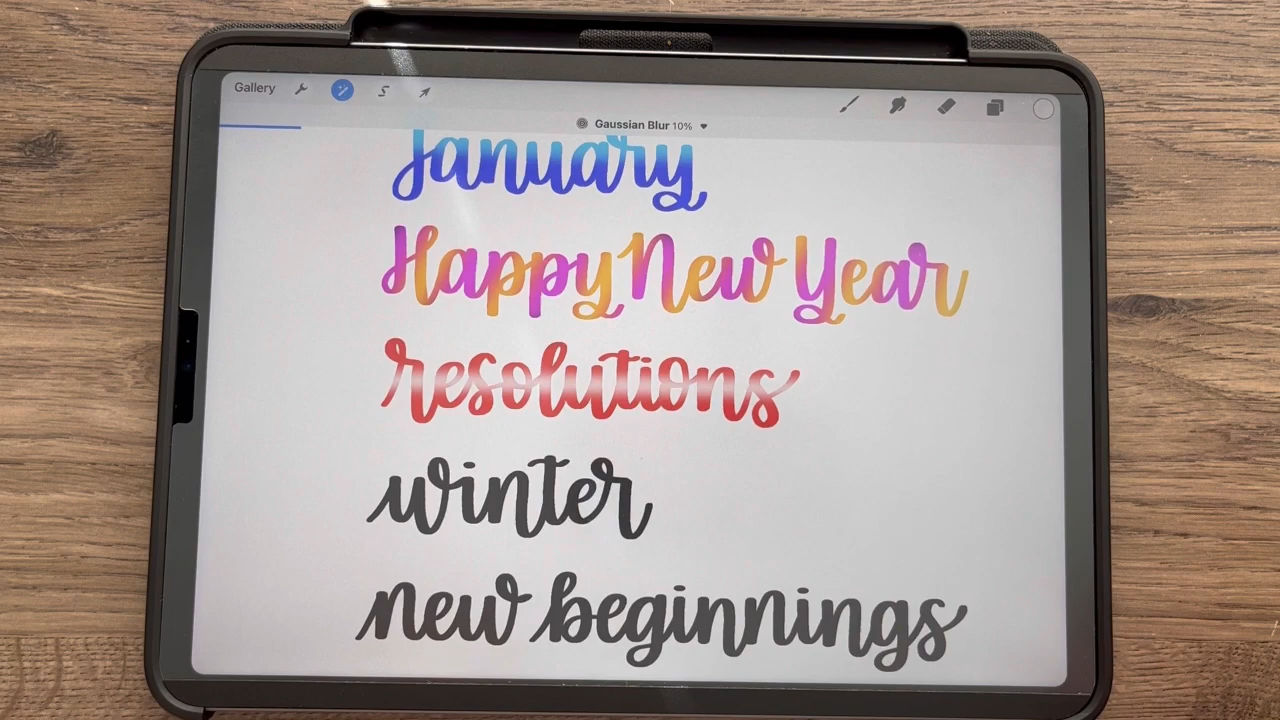 Gallery
Gaussian Blur 10%
January
Happy New Year
resolutions
winter
new beginnings